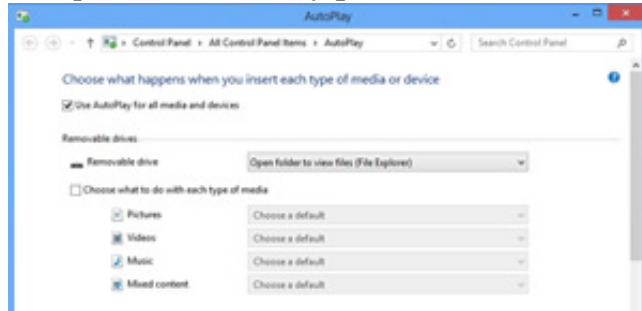 AutoPlay
Control Panel › All Control Panel Items › AutoPlay Search Control Panel
Choose what happens when you insert each type of media or device
Use AutoPlay for all media and devices
Removable drives
Removable drive Open folder to view files (File Explorer)
Choose what to do with each type of media
Pictures Choose a default
Videos Choose a default
Music Choose a default
Mixed content Choose a default